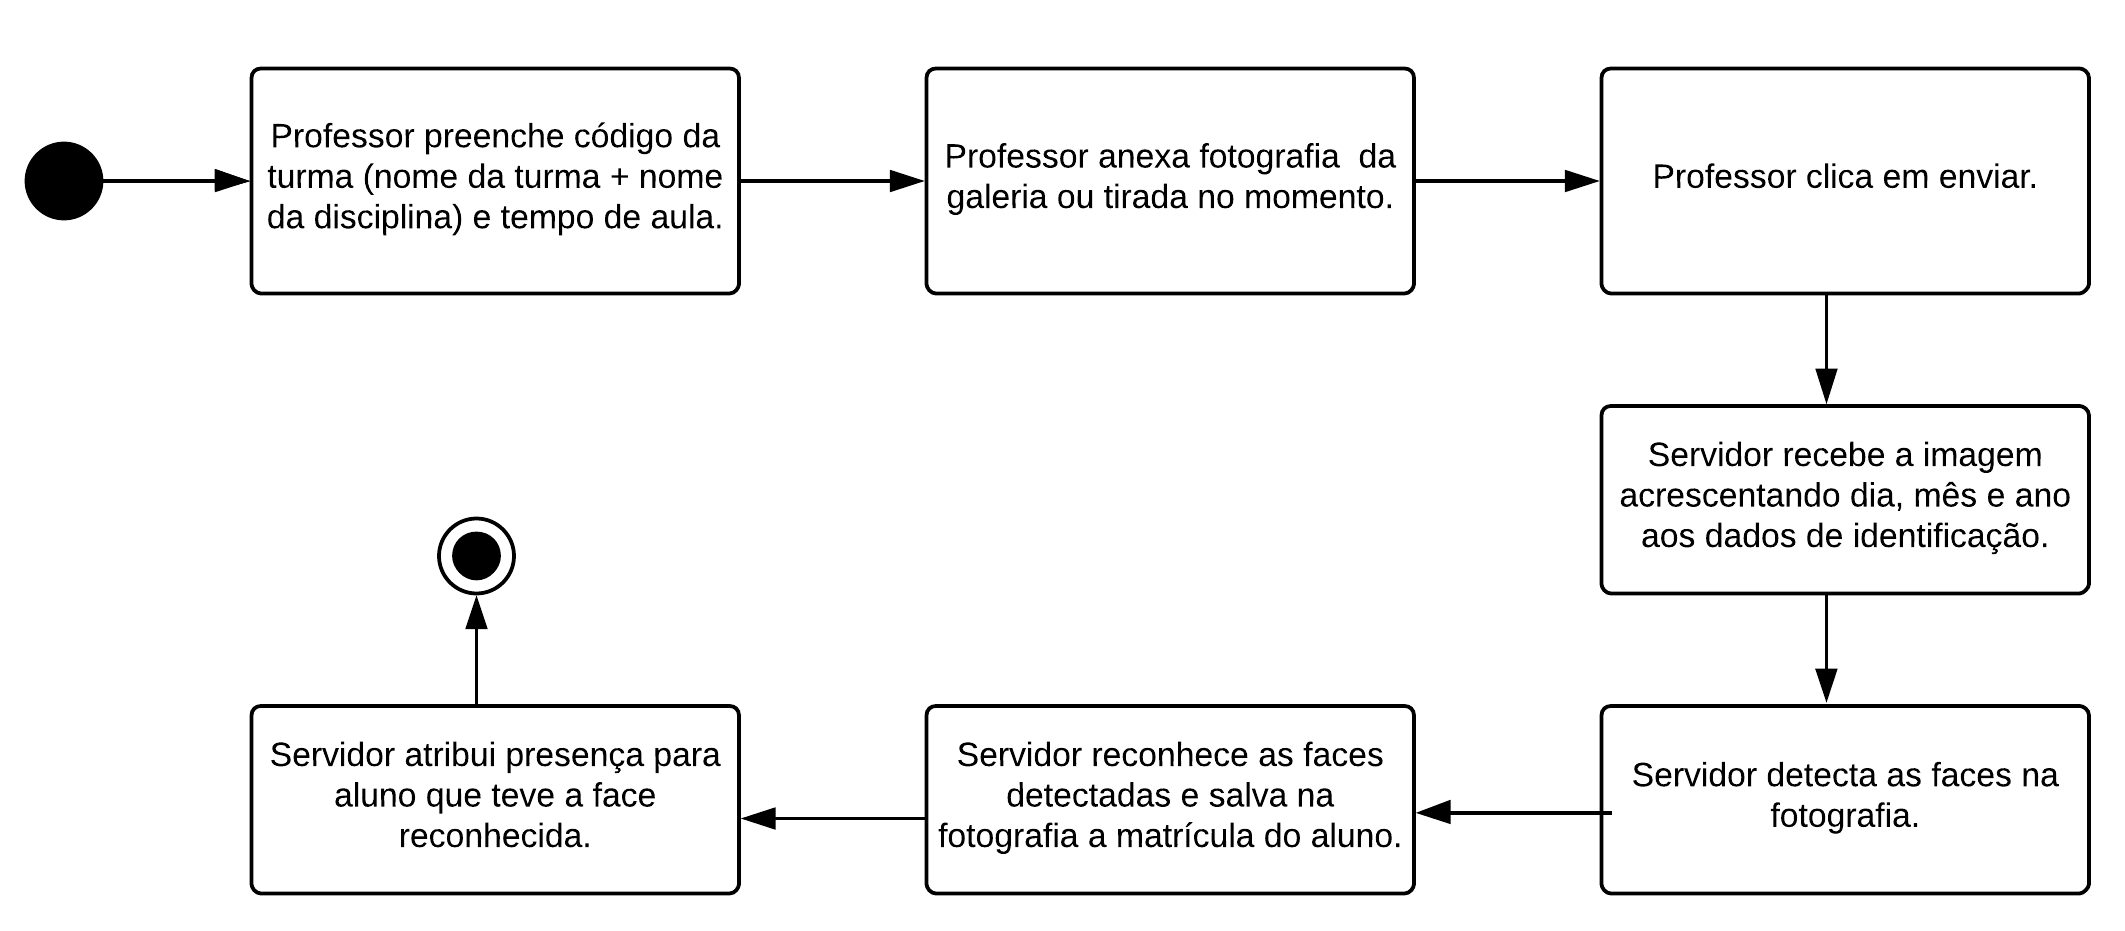 Professor preenche código da
turma (nome da turma + nome
da disciplina) e tempo de aula.
Professor anexa fotografia  da
galeria ou tirada no momento.
Professor clica em enviar.
Servidor recebe a imagem
acrescentando dia, mês e ano
aos dados de identificação.
Servidor detecta as faces na
fotografia.
Servidor reconhece as faces
detectadas e salva na
fotografia a matrícula do aluno.
Servidor atribui presença para
aluno que teve a face
reconhecida.